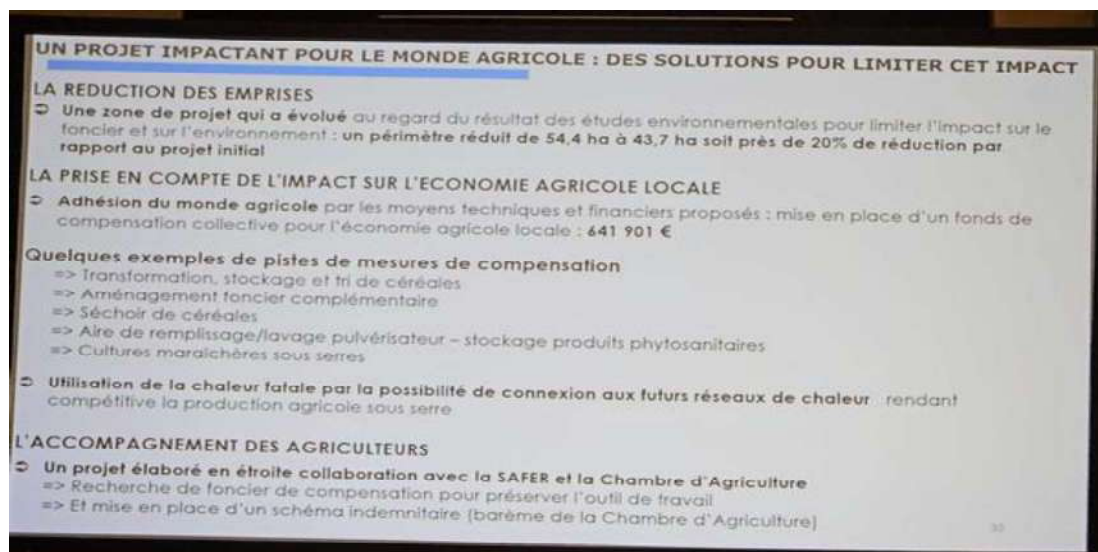 UN PROJET IMPACTANT POUR LE MONDE AGRICOLE : DES SOLUTIONS POUR LIMITER CET IMPACT
LA REDUCTION DES EMPRISES
➲ Une zone de projet qui a évolué au regard du résultat des études environnementales pour limiter l'impact sur le
foncier et sur l'environnement : un périmètre réduit de 54,4 ha à 43,7 ha soit près de 20% de réduction par
rapport au projet initial
LA PRISE EN COMPTE DE L'IMPACT SUR L'ECONOMIE AGRICOLE LOCALE
➲ Adhésion du monde agricole par les moyens techniques et financiers proposés : mise en place d'un fonds de
compensation collective pour l'économie agricole locale : 641 901 €
Quelques exemples de pistes de mesures de compensation
=> Transformation, stockage et tri de céréales
=> Aménagement foncier complémentaire
=> Séchoir de céréales
=> Aire de remplissage/lavage pulvérisateur – stockage produits phytosanitaires
=> Cultures maraîchères sous serres
➲ Utilisation de la chaleur fatale par la possibilité de connexion aux futurs réseaux de chaleur rendant
compétitive la production agricole sous serre
L'ACCOMPAGNEMENT DES AGRICULTEURS
➲ Un projet élaboré en étroite collaboration avec la SAFER et la Chambre d'Agriculture
=> Recherche de foncier de compensation pour préserver l'outil de travail
=> Et mise en place d'un schéma indemnitaire (barème de la Chambre d'Agriculture)